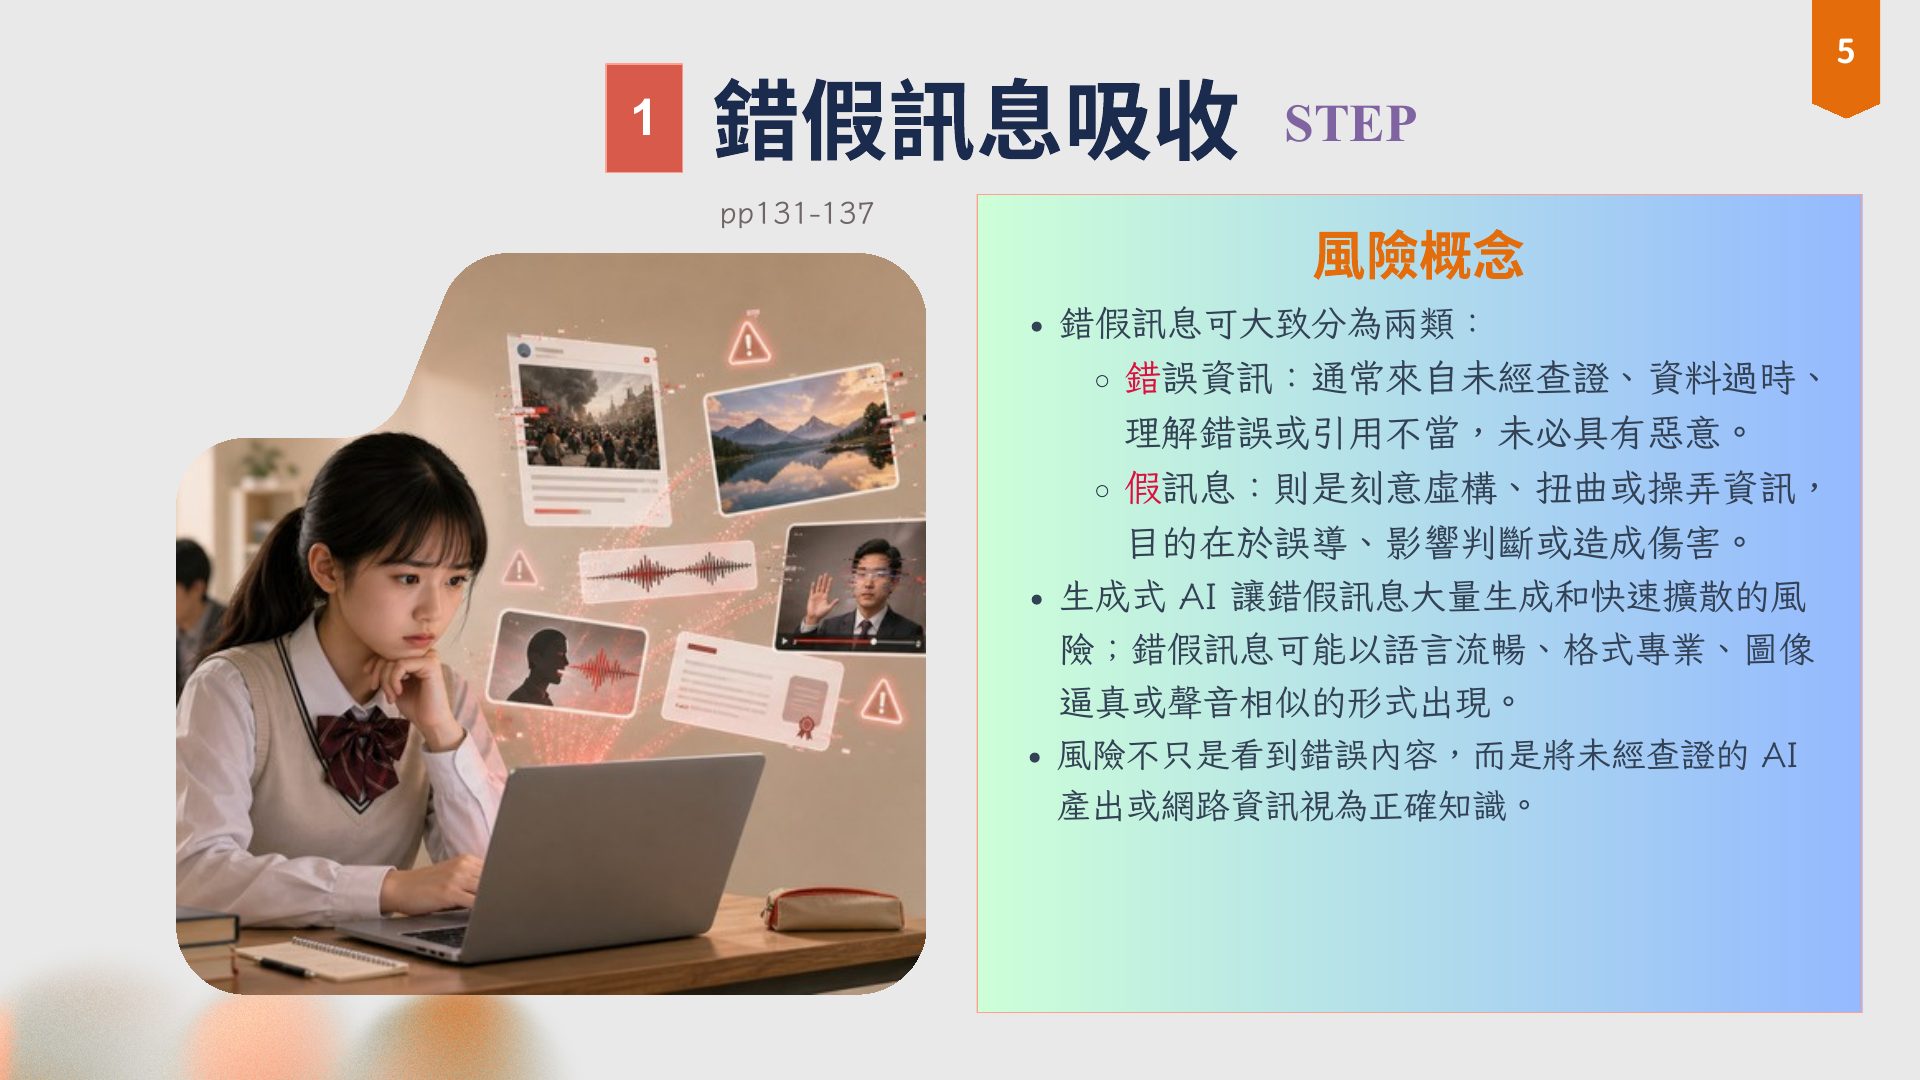 5
1 錯假訊息吸收 STEP
pp131-137
風險概念
• 錯假訊息可大致分為兩類：
○ 錯誤資訊：通常來自未經查證、資料過時、
理解錯誤或引用不當，未必具有惡意。
○ 假訊息：則是刻意虛構、扭曲或操弄資訊，
目的在於誤導、影響判斷或造成傷害。
• 生成式 AI 讓錯假訊息大量生成和快速擴散的風
險；錯假訊息可能以語言流暢、格式專業、圖像
逼真或聲音相似的形式出現。
• 風險不只是看到錯誤內容，而是將未經查證的 AI
產出或網路資訊視為正確知識。